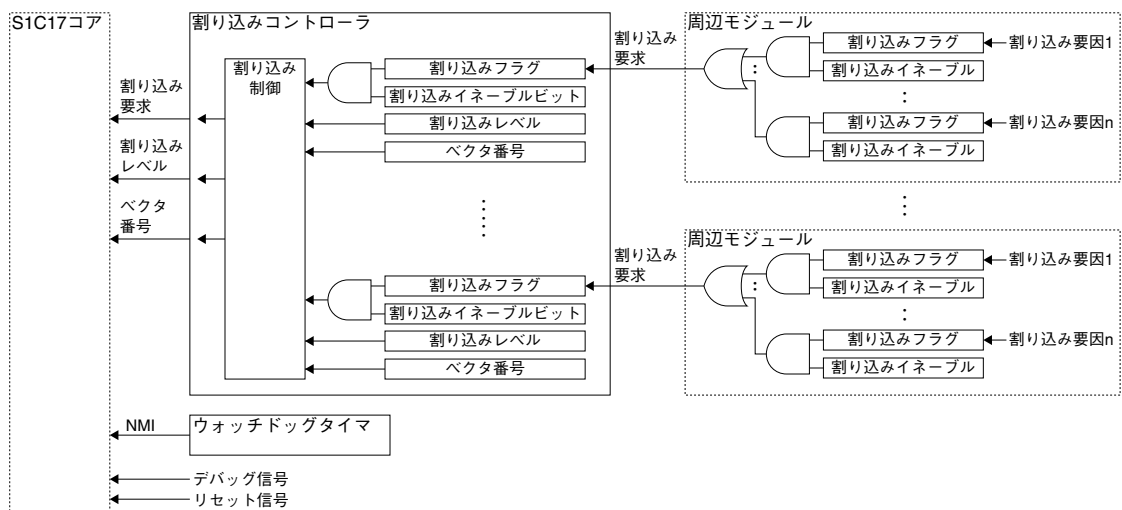 S1C17コア
割り込みコントローラ
割り込み
制御
割り込みフラグ
割り込みイネーブルビット
割り込みレベル
ベクタ番号
割り込みフラグ
割り込みイネーブルビット
割り込みレベル
ベクタ番号
割り込み
要求
割り込み
レベル
ベクタ
番号
割り込み
要求
周辺モジュール
割り込みフラグ
割り込み要因1
割り込みイネーブル
割り込みフラグ
割り込み要因n
割り込みイネーブル
割り込み
要求
周辺モジュール
割り込みフラグ
割り込み要因1
割り込みイネーブル
割り込みフラグ
割り込み要因n
割り込みイネーブル
NMI
ウォッチドッグタイマ
デバッグ信号
リセット信号